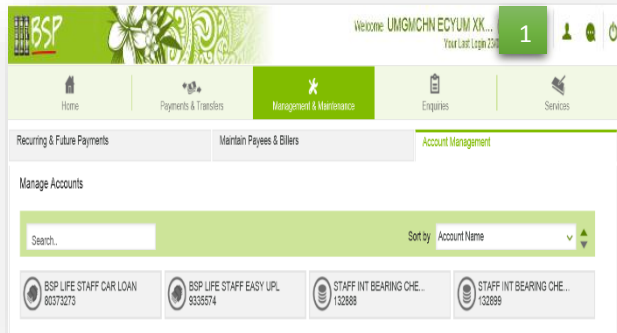 BSP
Welcome UMGMCHN ECYUM XK...
1
Your Last Login 23/0
Home
Payments & Transfers
Management & Maintenance
Enquiries
Services
Recurring & Future Payments
Maintain Payees & Billers
Account Management
Manage Accounts
Search..
Sort by Account Name
BSP LIFE STAFF CAR LOAN
80373273
BSP LIFE STAFF EASY UPL
9335574
STAFF INT BEARING CHE...
132888
STAFF INT BEARING CHE...
132899